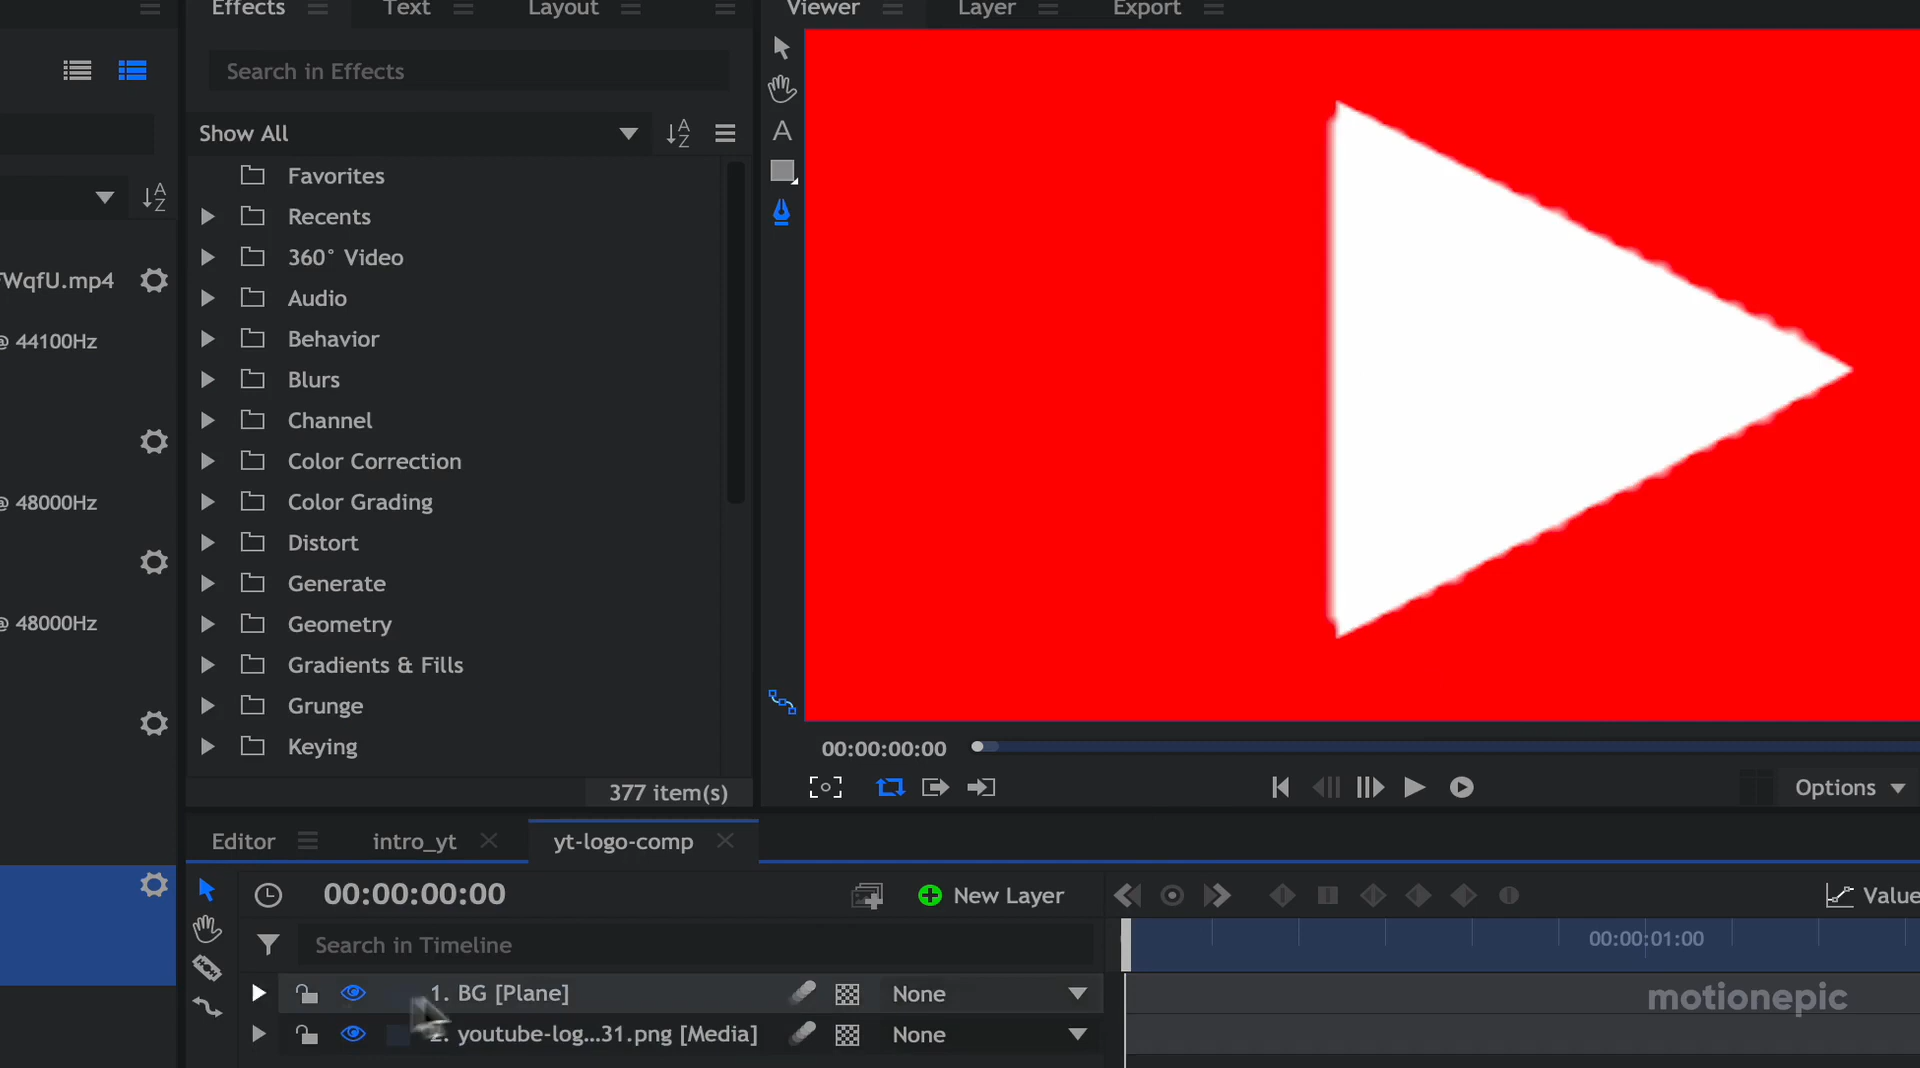 Effects
Text
Layout
Viewer
Layer
Export
Search in Effects
Show All
Favorites
Recents
360° Video
Audio
Behavior
Blurs
Channel
Color Correction
Color Grading
Distort
Generate
Geometry
Gradients & Fills
Grunge
Keying
377 item(s)
WqfU.mp4
@ 44100Hz
@ 48000Hz
@ 48000Hz
A
00:00:00:00
Options
Editor
intro_yt
yt-logo-comp
00:00:00:00
New Layer
Value
Search in Timeline
00:00:01:00
1. BG [Plane]
None
2. youtube-log...31.png [Media]
None
motionepic